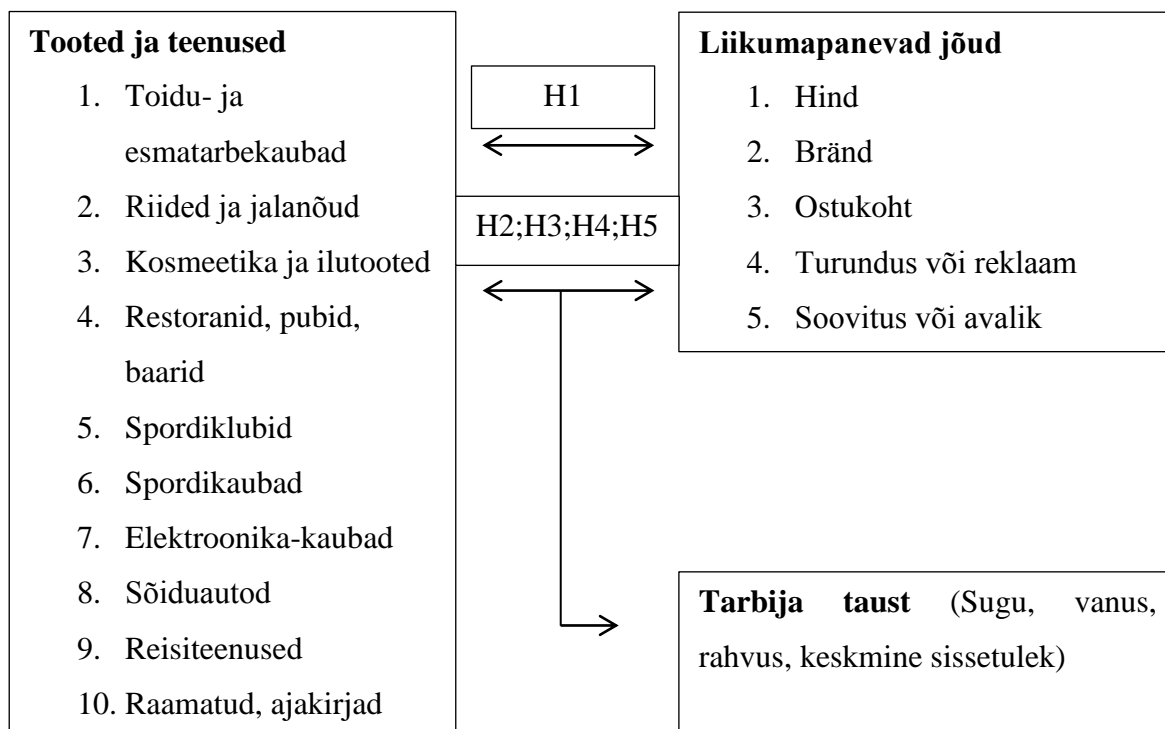 Tooted ja teenused
1. Toidu- ja
esmatarbekaubad
2. Riided ja jalanõud
3. Kosmeetika ja ilutooted
4. Restoranid, pubid,
baarid
5. Spordiklubid
6. Spordikaubad
7. Elektroonika-kaubad
8. Sõiduautod
9. Reisiteenused
10. Raamatud, ajakirjad
H1
H2;H3;H4;H5
Liikumapanevad jõud
1. Hind
2. Bränd
3. Ostukoht
4. Turundus või reklaam
5. Soovitus või avalik
Tarbija taust (Sugu, vanus,
rahvus, keskmine sissetulek)